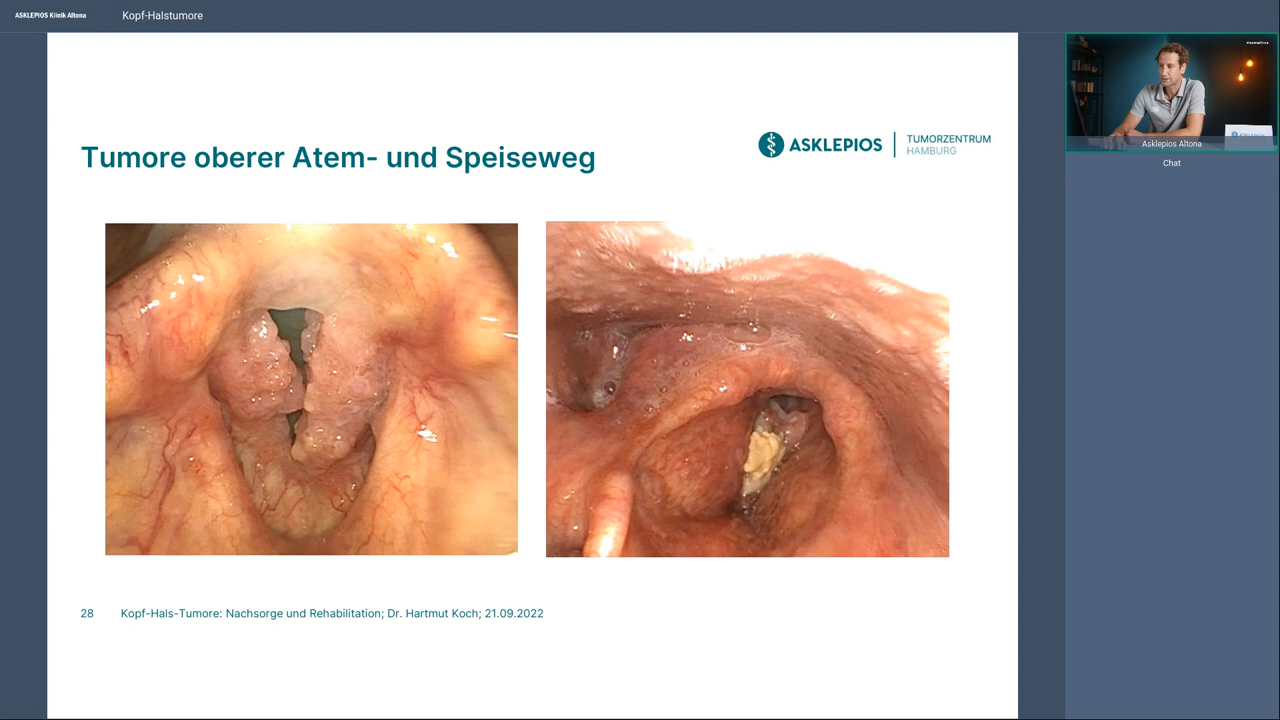 ASKLEPIOS Klinik Altona
Kopf-Halstumore
Tumore oberer Atem- und Speiseweg
ASKLEPIOS
TUMORZENTRUM
HAMBURG
28 Kopf-Hals-Tumore: Nachsorge und Rehabilitation; Dr. Hartmut Koch; 21.09.2022
Asklepios Altona
Chat